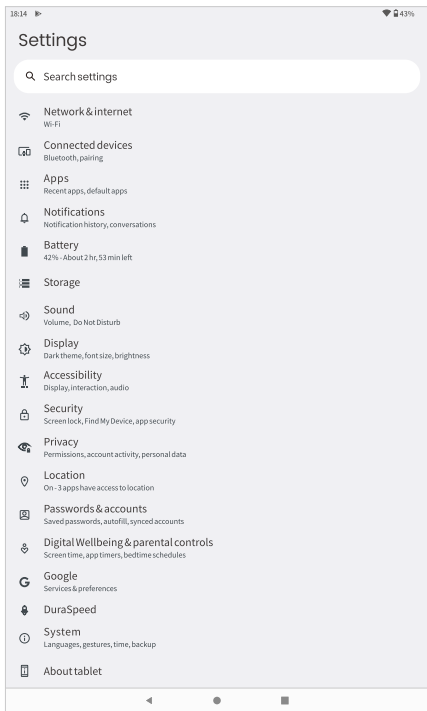 18:14
43%
Settings
Search settings
Network & internet
Wi-Fi
Connected devices
Bluetooth, pairing
Apps
Recent apps, default apps
Notifications
Notification history, conversations
Battery
42% - About 2 hr, 53 min left
Storage
Sound
Volume, Do Not Disturb
Display
Dark theme, font size, brightness
Accessibility
Display, interaction, audio
Security
Screen lock, Find My Device, app security
Privacy
Permissions, account activity, personal data
Location
On - 3 apps have access to location
Passwords & accounts
Saved passwords, autofill, synced accounts
Digital Wellbeing & parental controls
Screen time, app timers, bedtime schedules
Google
Services & preferences
DuraSpeed
System
Languages, gestures, time, backup
About tablet